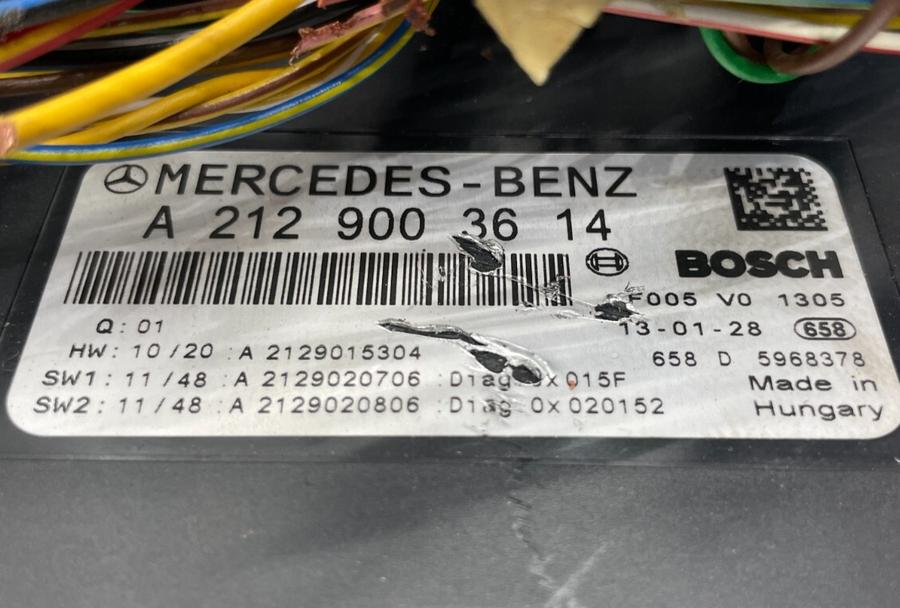 MERCEDES-BENZ
A 212 900 36 14
BOSCH
F005 V0 1305
13-01-28 658
Q: 01
HW: 10/20 :A 2129015304
658 D 5968378
SW1: 11/48 :A 2129020706 :Diag
Made in
SW2: 11/48 :A 2129020806 :Diag 0x020152
Hungary